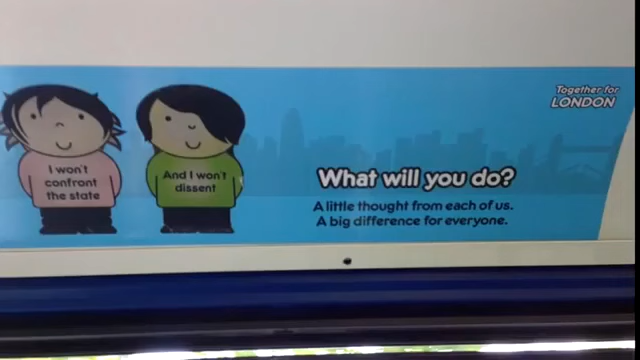 I won't
confront
the state
And I won't
dissent
What will you do?
A little thought from each of us.
A big difference for everyone.
Together for
LONDON